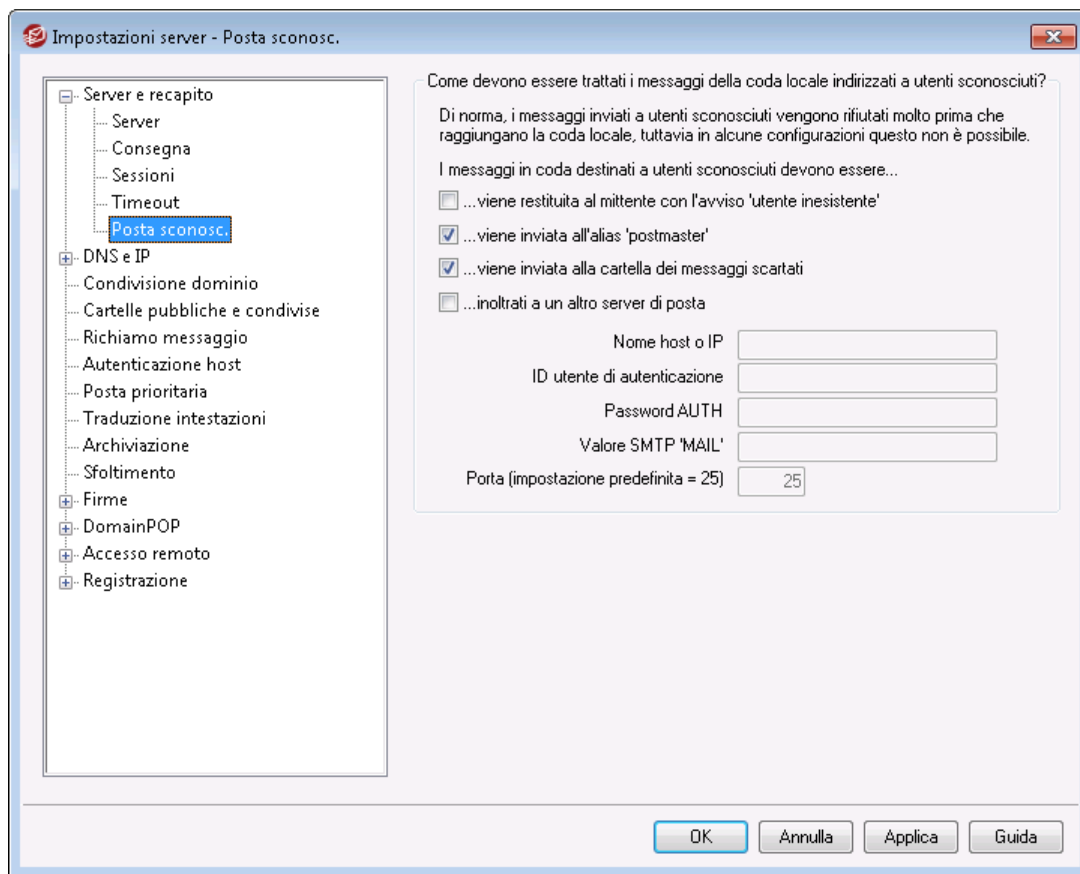 Impostazioni server - Posta sconosc.
Server e recapito
Server
Consegna
Sessioni
Timeout
Posta sconosc.
DNS e IP
Condivisione dominio
Cartelle pubbliche e condivise
Richiamo messaggio
Autenticazione host
Posta prioritaria
Traduzione intestazioni
Archiviazione
Sfoltimento
Firme
DomainPOP
Accesso remoto
Registrazione
Come devono essere trattati i messaggi della coda locale indirizzati a utenti sconosciuti?
Di norma, i messaggi inviati a utenti sconosciuti vengono rifiutati molto prima che
raggiungano la coda locale, tuttavia in alcune configurazioni questo non è possibile.
I messaggi in coda destinati a utenti sconosciuti devono essere...
...viene restituita al mittente con l'avviso 'utente inesistente'
...viene inviata all'alias 'postmaster'
...viene inviata alla cartella dei messaggi scartati
...inoltrati a un altro server di posta
Nome host o IP
ID utente di autenticazione
Password AUTH
Valore SMTP 'MAIL'
Porta (impostazione predefinita = 25) 25
OK Annulla Applica Guida